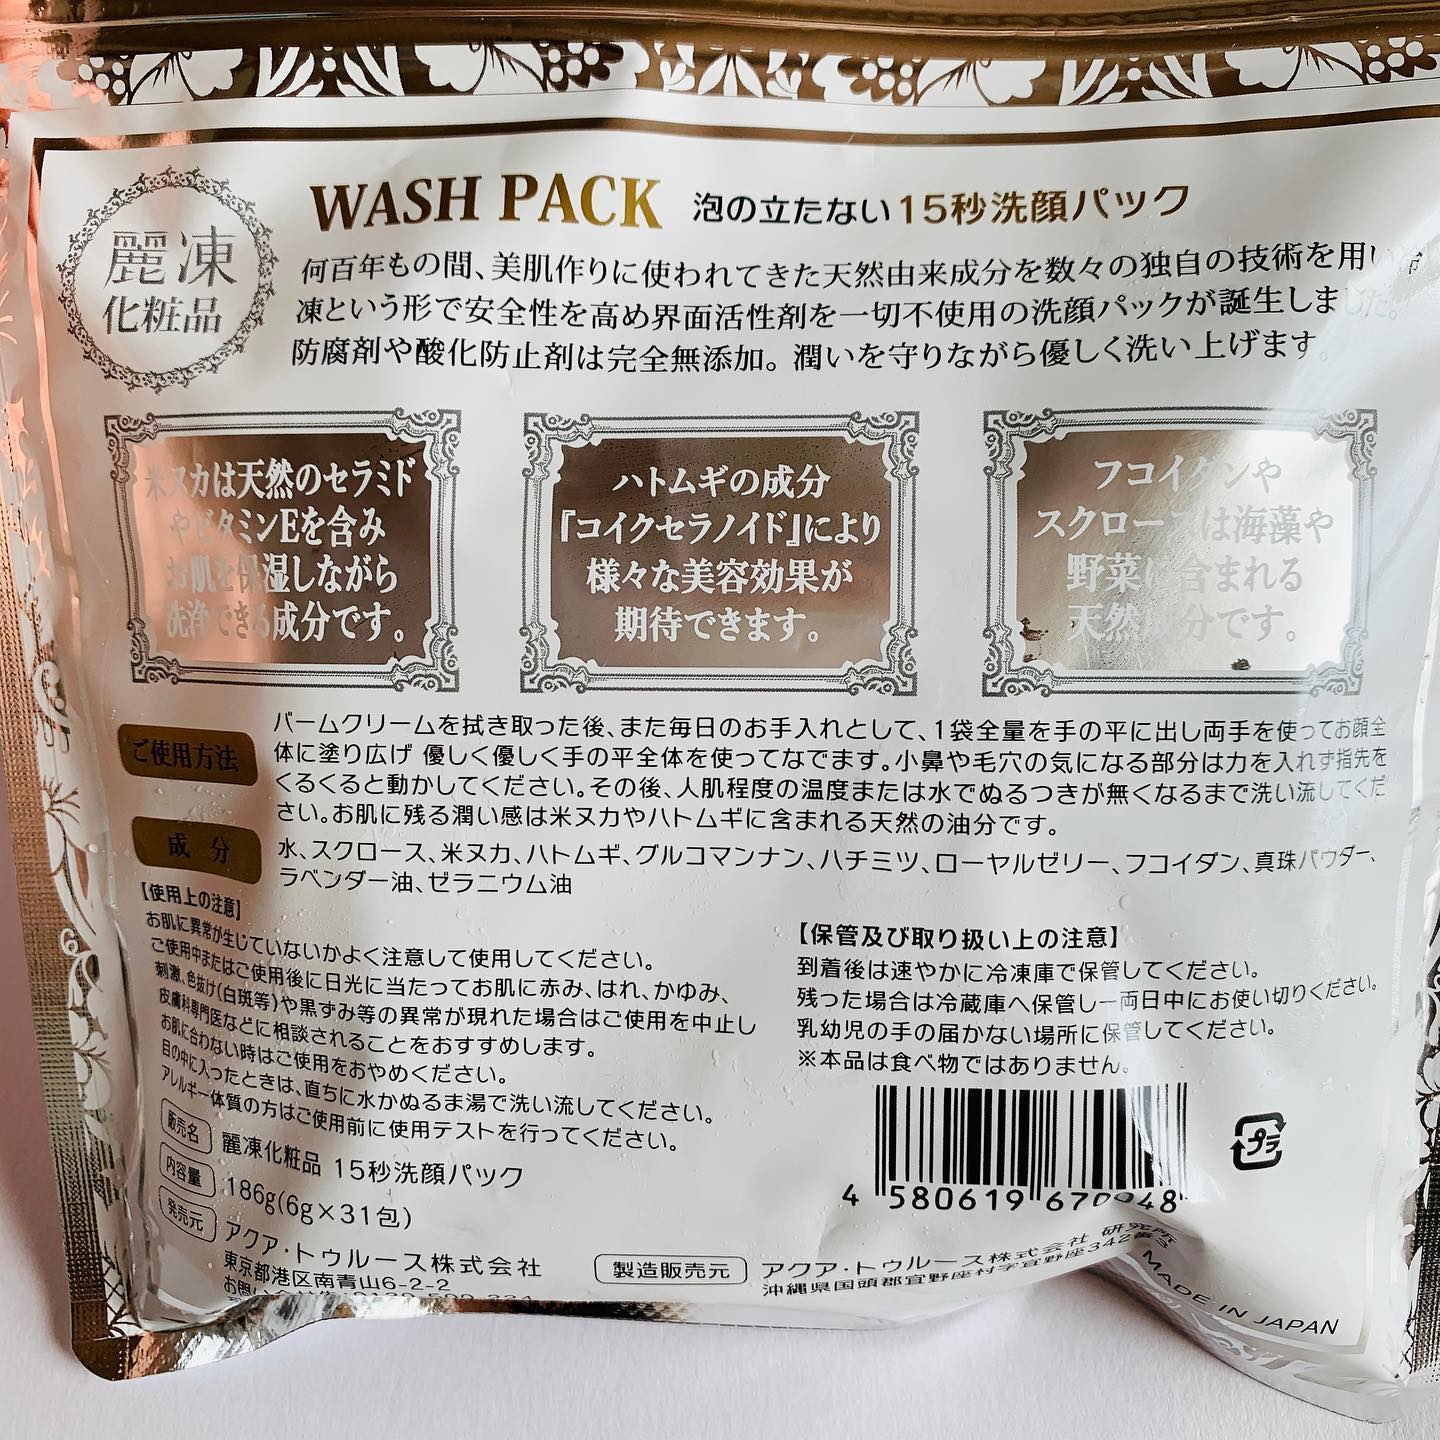 麗凍
化粧品
WASH PACK 泡の立たない15秒洗顔パック
何百年もの間、美肌作りに使われてきた天然由来成分を数々の独自の技術を用い冷
凍という形で安全性を高め界面活性剤を一切不使用の洗顔パックが誕生しました。
防腐剤や酸化防止剤は完全無添加。潤いを守りながら優しく洗い上げます。
米ヌカは天然のセラミド
やビタミンEを含み
お肌を保湿しながら
洗浄できる成分です。
ハトムギの成分
『コイクセラノイド』により
様々な美容効果が
期待できます。
フコイダンや
スクロースは海藻や
野菜に含まれる
天然成分です。
ご使用方法
バームクリームを拭き取った後、また毎日のお手入れとして、1袋全量を手の平に出し両手を使ってお顔全
体に塗り広げ 優しく優しく手の平全体を使ってなでます。小鼻や毛穴の気になる部分は力を入れず指先を
くるくると動かしてください。その後、人肌程度の温度または水でぬるつきが無くなるまで洗い流してくだ
さい。お肌に残る潤い感は米ヌカやハトムギに含まれる天然の油分です。
成 分
水、スクロース、米ヌカ、ハトムギ、グルコマンナン、ハチミツ、ローヤルゼリー、フコイダン、真珠パウダー、
ラベンダー油、ゼラニウム油
【使用上の注意】
お肌に異常が生じていないかよく注意して使用してください。
ご使用中またはご使用後に日光に当たってお肌に赤み、はれ、かゆみ、
刺激、色抜け(白斑等)や黒ずみ等の異常が現れた場合はご使用を中止し
皮膚科専門医などに相談されることをおすすめします。
お肌に合わない時はご使用をおやめください。
目の中に入ったときは、直ちに水かぬるま湯で洗い流してください。
アレルギー体質の方はご使用前に使用テストを行ってください。
【保管及び取り扱い上の注意】
到着後は速やかに冷凍庫で保管してください。
残った場合は冷蔵庫へ保管し一両日中にお使い切りください。
乳幼児の手の届かない場所に保管してください。
※本品は食べ物ではありません。
販売名 麗凍化粧品 15秒洗顔パック
内容量 186g(6g×31包)
発売元 アクア・トゥルース株式会社
東京都港区南青山6-2-2
4 580619 670048
プラ
製造販売元 アクア・トゥルース株式会社 研究所
沖縄県国頭郡宜野座村字宜野座342番3
MADE IN JAPAN